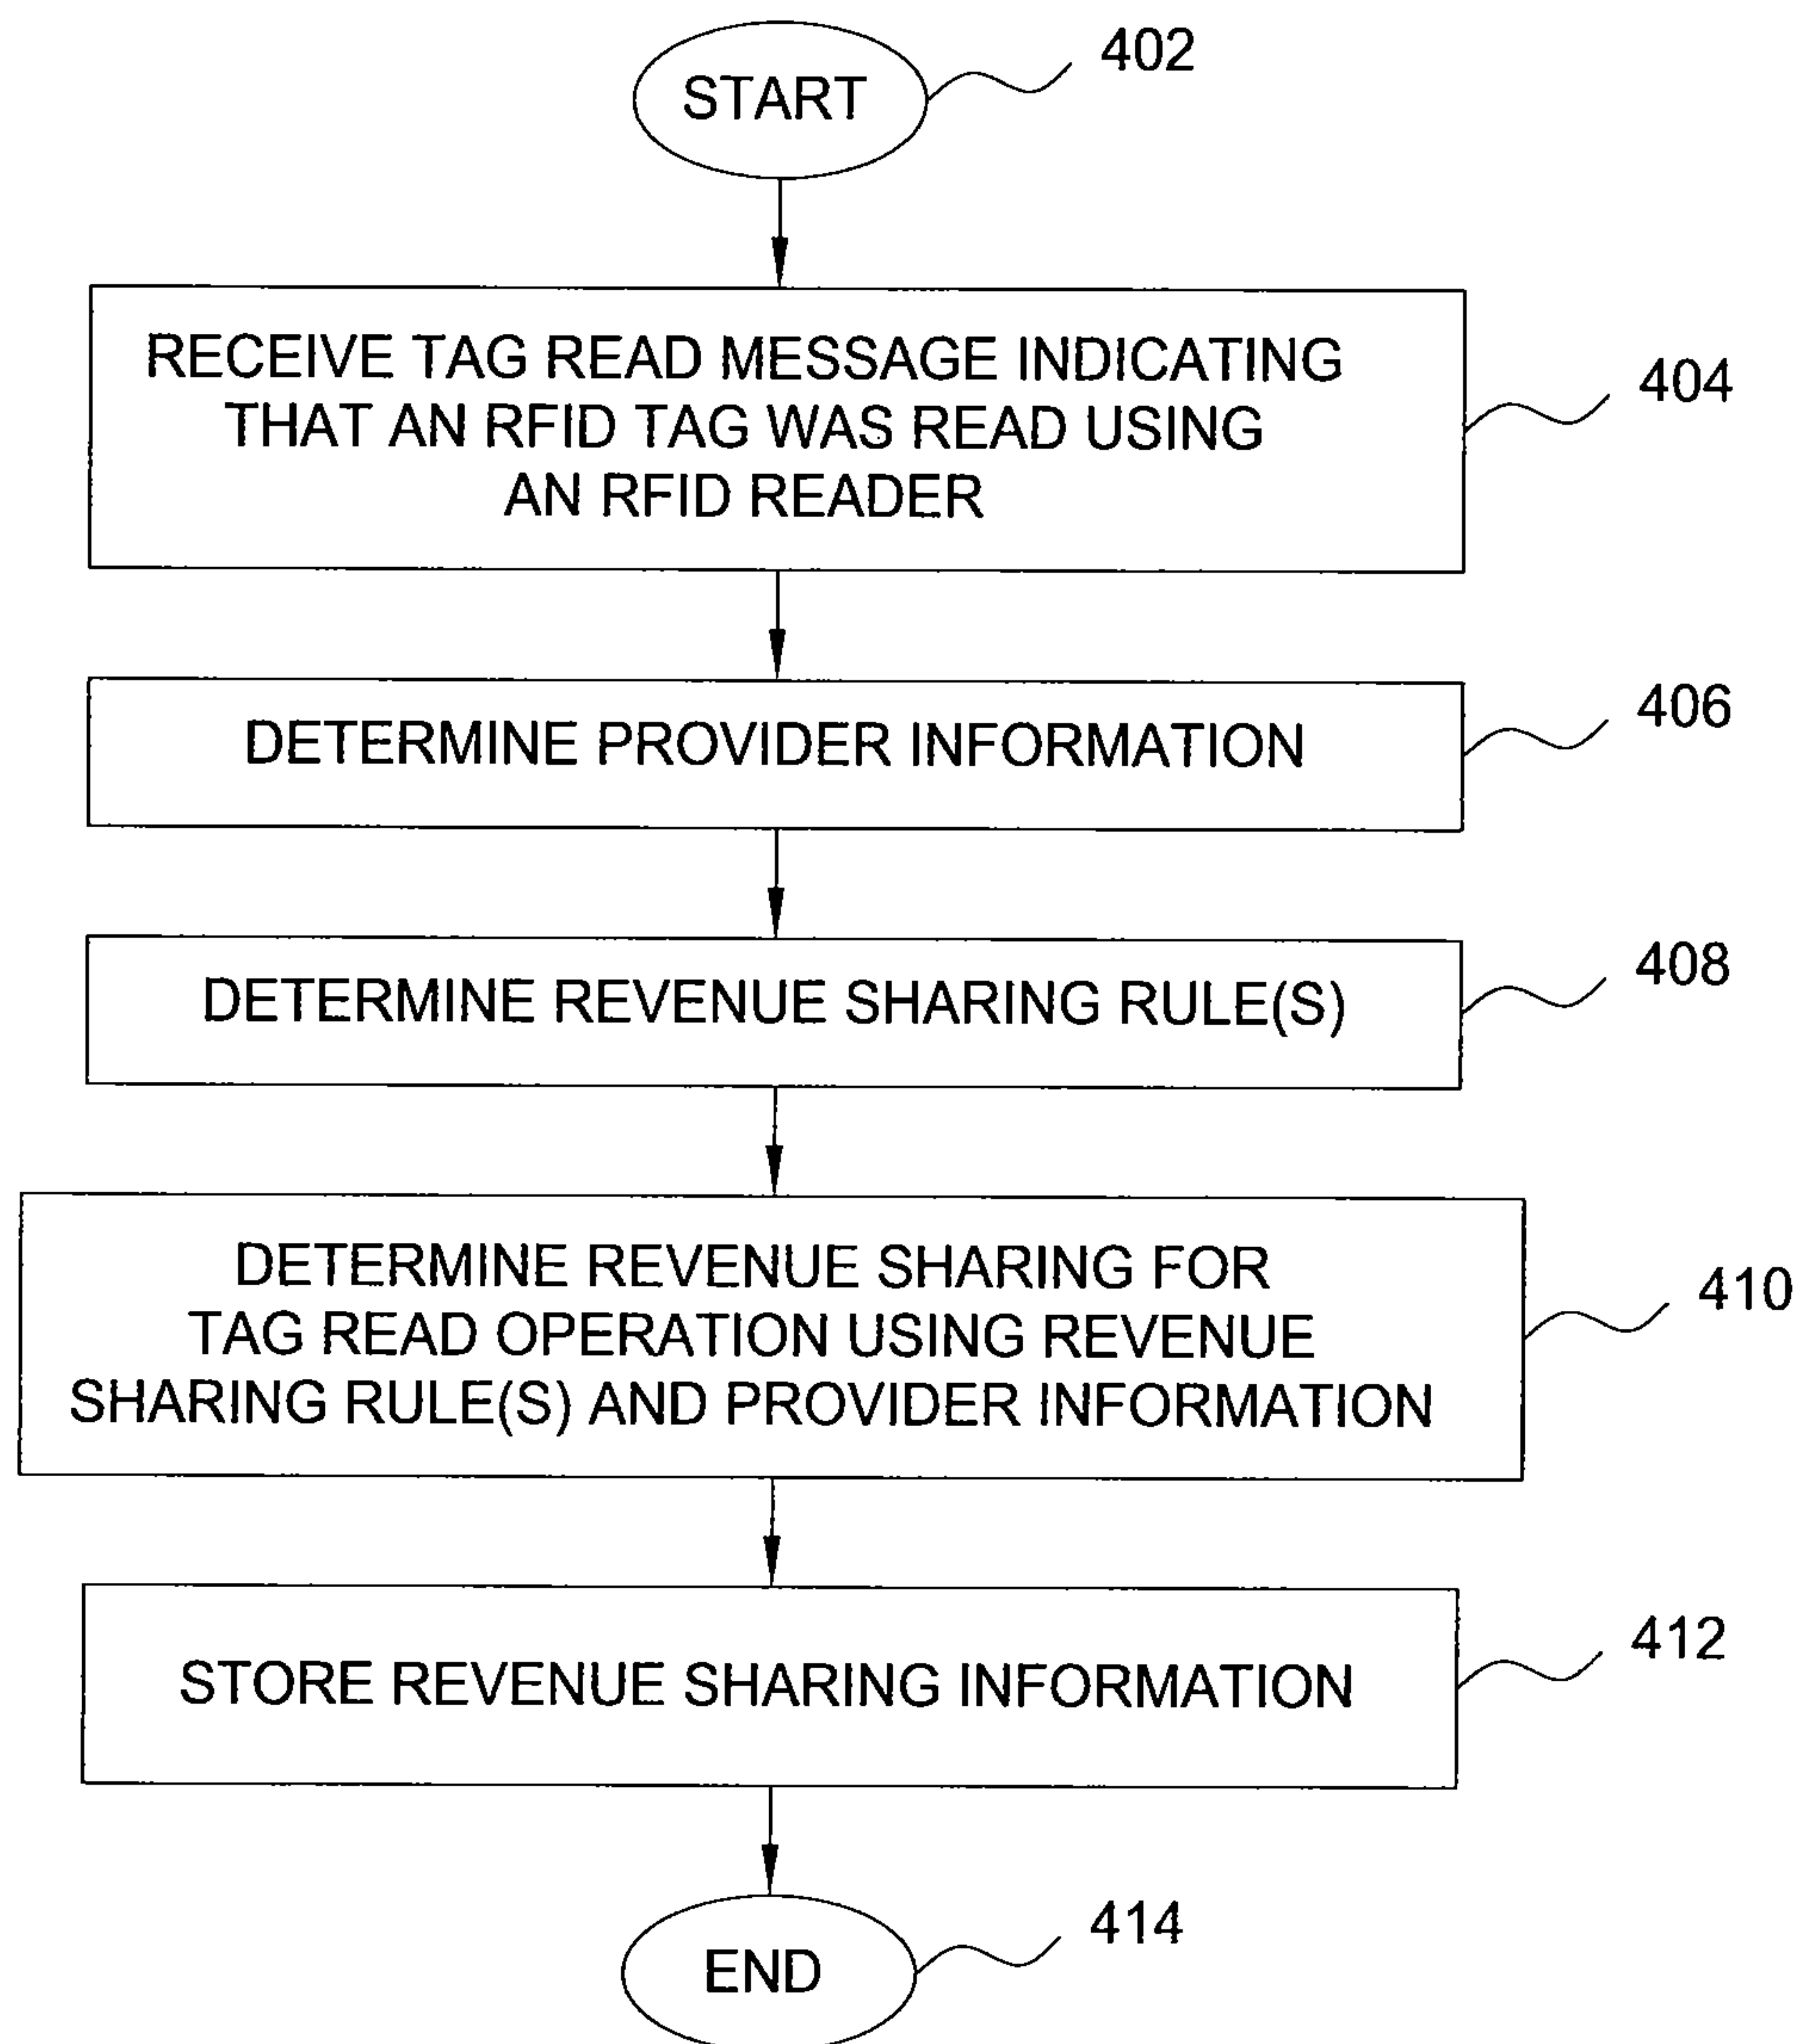 START
402
RECEIVE TAG READ MESSAGE INDICATING
THAT AN RFID TAG WAS READ USING
AN RFID READER
404
DETERMINE PROVIDER INFORMATION
406
DETERMINE REVENUE SHARING RULE(S)
408
DETERMINE REVENUE SHARING FOR
TAG READ OPERATION USING REVENUE
SHARING RULE(S) AND PROVIDER INFORMATION
410
STORE REVENUE SHARING INFORMATION
412
END
414